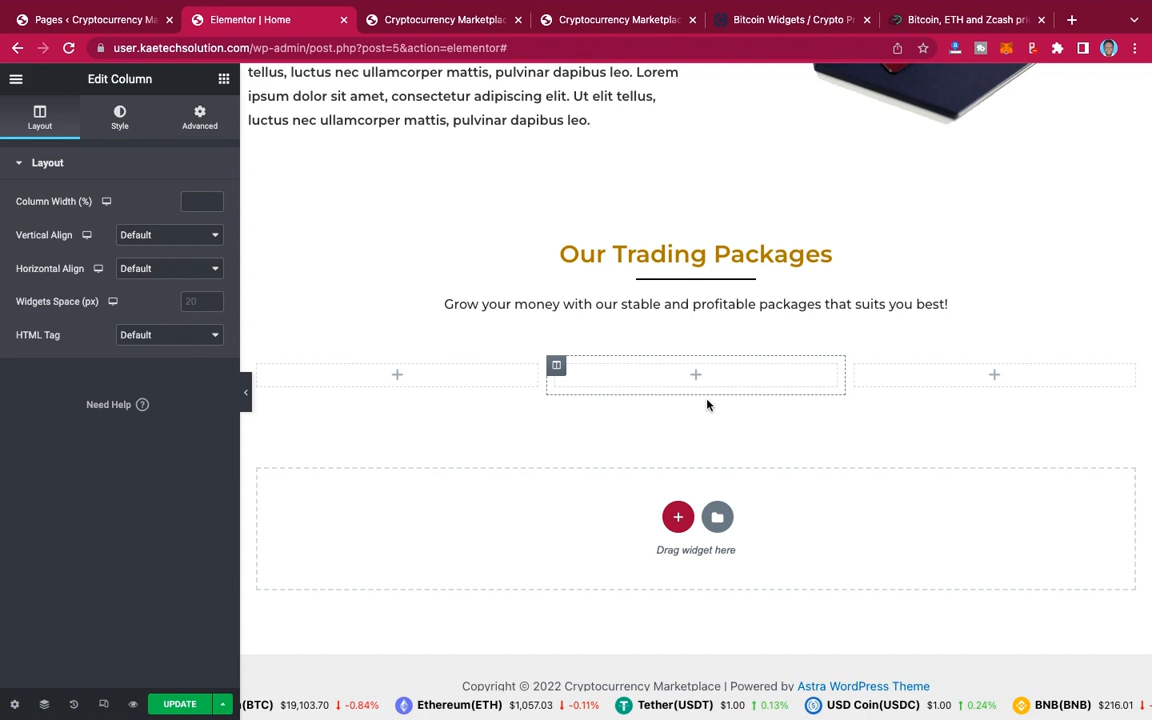 Pages ‹ Cryptocurrency Ma
Elementor | Home
Cryptocurrency Marketplac
Cryptocurrency Marketplac
Bitcoin Widgets / Crypto P
Bitcoin, ETH and Zcash pri
user.kaetechsolution.com/wp-admin/post.php?post=5&action=elementor#
Edit Column
Layout
Style
Advanced
Layout
Column Width (%)
Vertical Align
Default
Horizontal Align
Default
Widgets Space (px)
20
HTML Tag
Default
Need Help
UPDATE
tellus, luctus nec ullamcorper mattis, pulvinar dapibus leo. Lorem
ipsum dolor sit amet, consectetur adipiscing elit. Ut elit tellus,
luctus nec ullamcorper mattis, pulvinar dapibus leo.
Our Trading Packages
Grow your money with our stable and profitable packages that suits you best!
Drag widget here
Copyright © 2022 Cryptocurrency Marketplace | Powered by Astra WordPress Theme
(BTC) $19,103.70 -0.84% Ethereum(ETH) $1,057.03 -0.11% Tether(USDT) $1.00 0.13% USD Coin(USDC) $1.00 0.24% BNB(BNB) $216.01